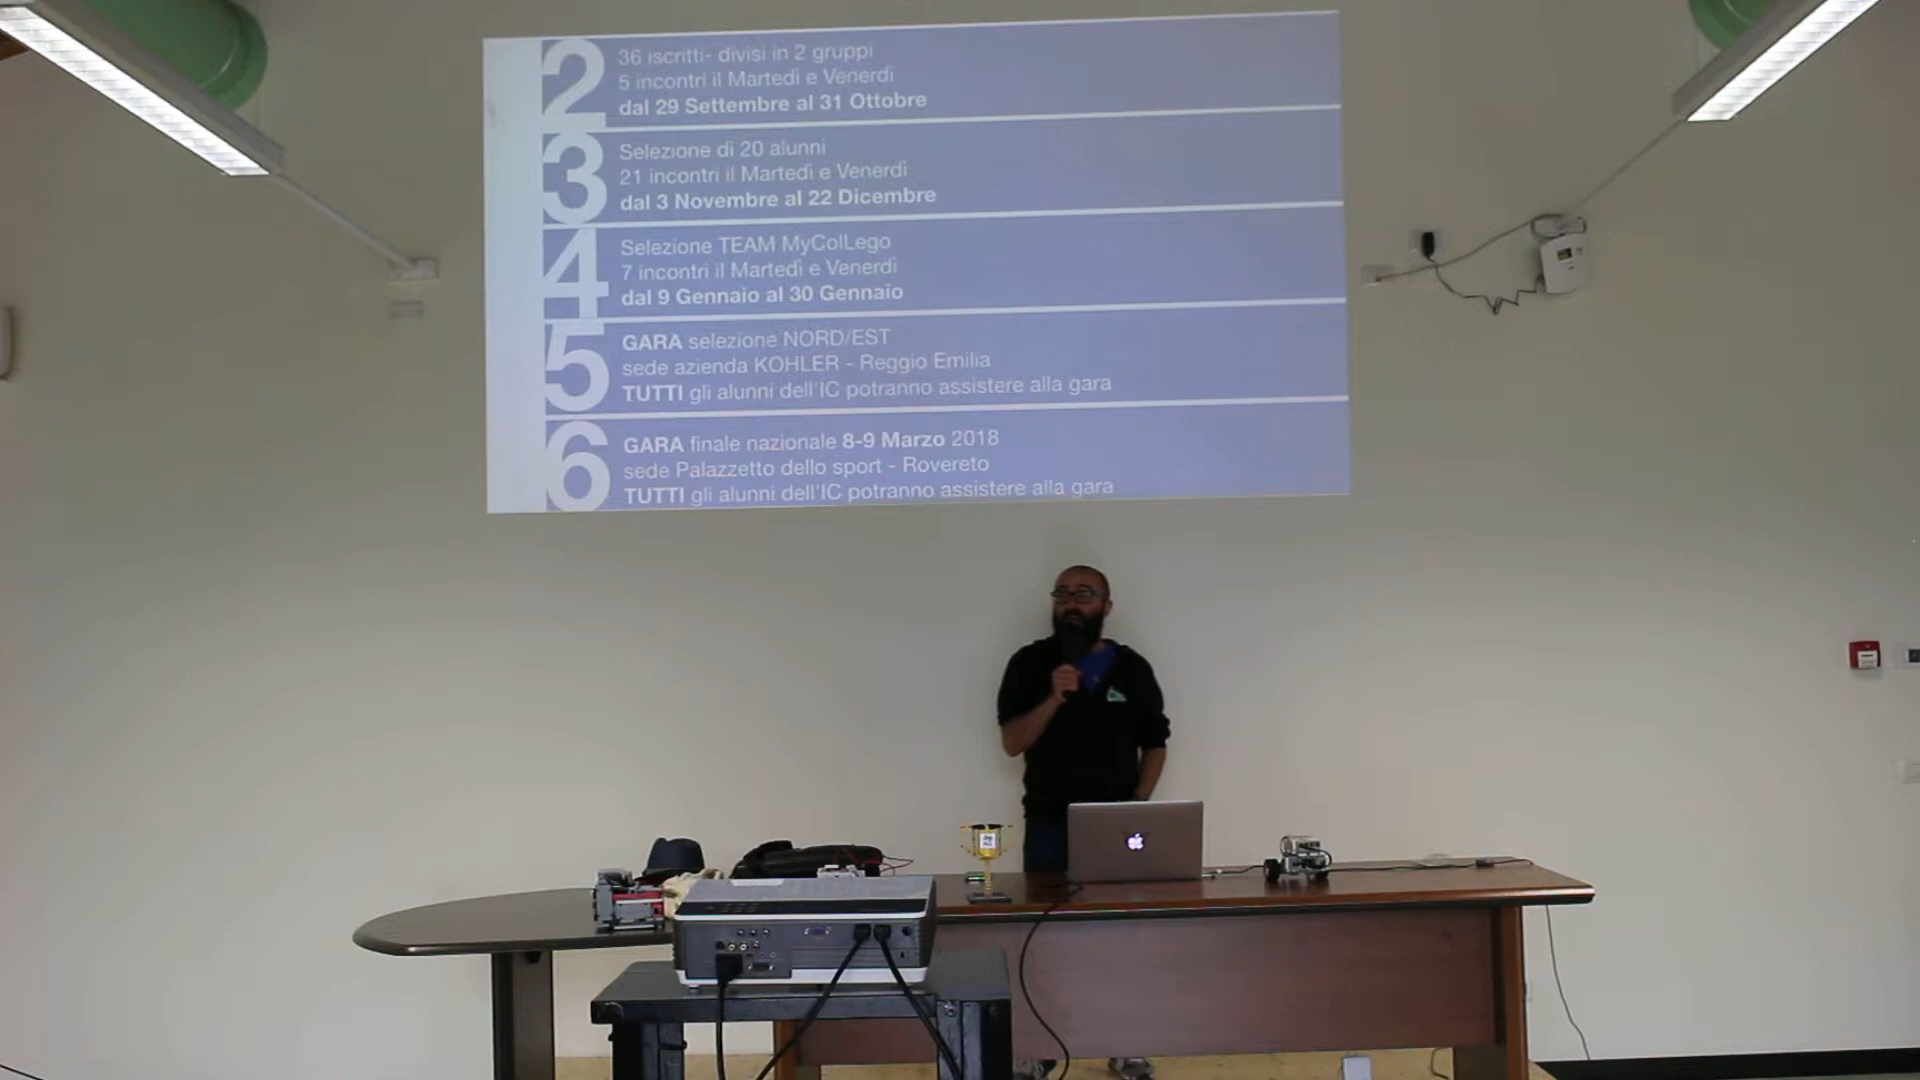 2
36 iscritti- divisi in 2 gruppi
5 incontri il Martedì e Venerdì
dal 29 Settembre al 31 Ottobre
3
Selezione di 20 alunni
21 incontri il Martedì e Venerdì
dal 3 Novembre al 22 Dicembre
4
Selezione TEAM MyColLego
7 incontri il Martedì e Venerdì
dal 9 Gennaio al 30 Gennaio
5
GARA selezione NORD/EST
sede azienda KOHLER - Reggio Emilia
TUTTI gli alunni dell'IC potranno assistere alla gara
6
GARA finale nazionale 8-9 Marzo 2018
sede Palazzetto dello sport - Rovereto
TUTTI gli alunni dell'IC potranno assistere alla gara